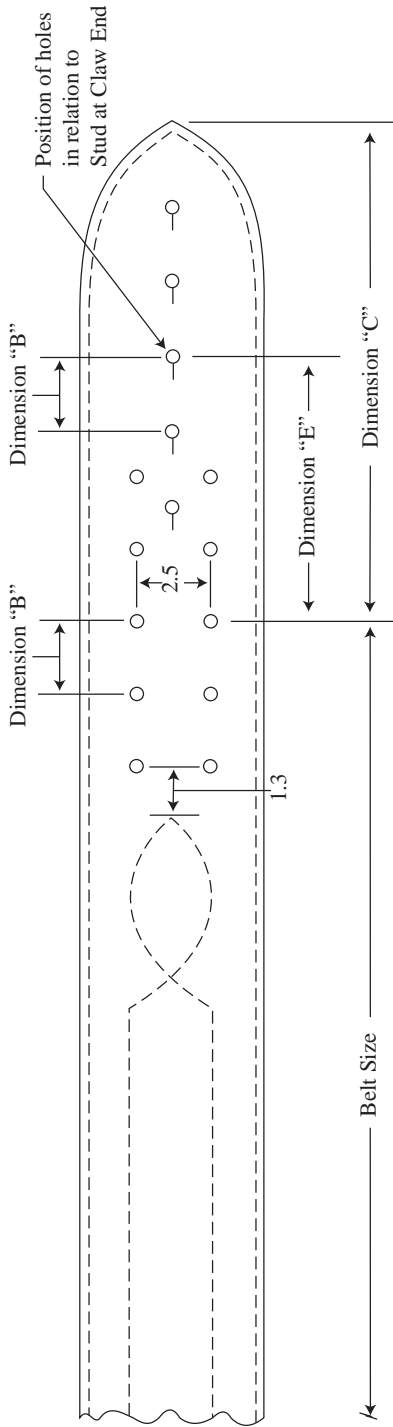 Position of holes
in relation to
Stud at Claw End
Dimension “B”
Dimension “B”
2.5
1.3
Dimension “E”
Dimension “C”
Belt Size